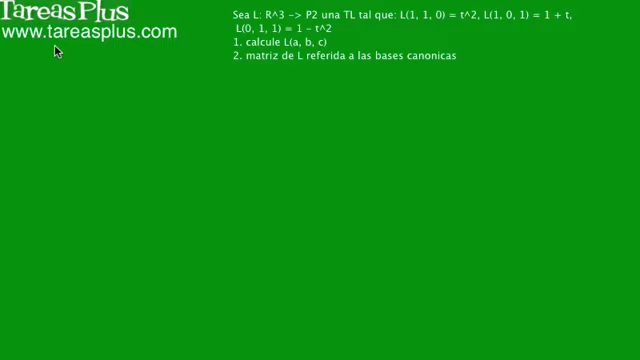 TareasPlus
www.tareasplus.com
Sea L: R^3 -> P2 una TL tal que: L(1, 1, 0) = t^2, L(1, 0, 1) = 1 + t,
L(0, 1, 1) = 1 - t^2
1. calcule L(a, b, c)
2. matriz de L referida a las bases canonicas